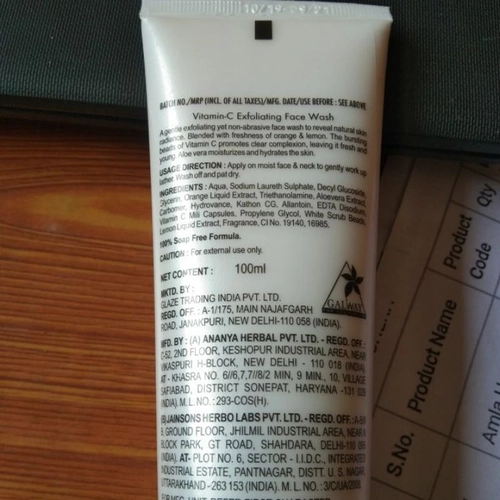 10/19-09/21
BATCH NO./MRP (INCL. OF ALL TAXES)/MFG. DATE/USE BEFORE : SEE ABOVE
Vitamin-C Exfoliating Face Wash
A gentle exfoliating yet non-abrasive face wash to reveal natural skin
radiance. Blended with freshness of orange & lemon. The bursting
beads of Vitamin C promotes clear complexion, leaving it fresh and
young. Aloe vera moisturizes and hydrates the skin.
USAGE DIRECTION : Apply on moist face & neck to gently work up
lather. Wash off and pat dry.
INGREDIENTS : Aqua, Sodium Laureth Sulphate, Decyl Glucoside,
Glycerin, Orange Liquid Extract, Triethanolamine, Aloevera Extract,
Carbomer, Hydrovance, Kathon CG, Allantoin, EDTA Disodium,
Vitamin C Mili Capsules, Propylene Glycol, White Scrub Beads,
Lemon Liquid Extract, Fragrance, CI No. 19140, 16985.
100% Soap Free Formula.
CAUTION : For external use only.
NET CONTENT : 100ml
MKTD. BY :
GLAZE TRADING INDIA PVT. LTD.
REGD. OFF. : A-1/175, MAIN NAJAFGARH
ROAD, JANAKPURI, NEW DELHI-110 058 (INDIA).
GALWAY
MFG. BY : (A) ANANYA HERBAL PVT. LTD. - REGD. OFF. :
C-52, 2ND FLOOR, KESHOPUR INDUSTRIAL AREA, NEAR
VIKASPURI H-BLOCK, NEW DELHI - 110 018 (INDIA)
AT - KHASRA NO. 6//6,7,7//8/2 MIN, 9 MIN., 10, VILLAGE
SAFIABAD, DISTRICT SONEPAT, HARYANA -131 029
(INDIA). M. L. NO. : 293-COS(H).
(B) JAINSONS HERBO LABS PVT. LTD. - REGD. OFF. :
GROUND FLOOR, JHILMIL INDUSTRIAL AREA, NEAR
BLOCK PARK, GT ROAD, SHAHDARA, DELHI-110
(INDIA) AT- PLOT NO. 6, SECTOR - I.I.D.C., INTEGRATED
INDUSTRIAL ESTATE, PANTNAGAR, DISTT. U. S. NAGAR,
UTTARAKHAND - 263 153 (INDIA). M. L. NO. :
S.No.
Product Name
Product
Code
Qty
Amla